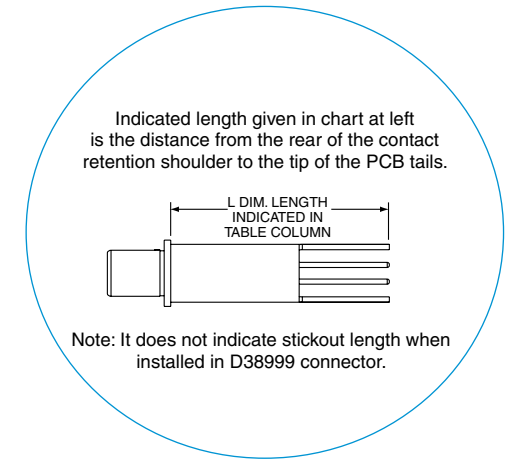 Indicated length given in chart at left
is the distance from the rear of the contact
retention shoulder to the tip of the PCB tails.
L DIM. LENGTH
INDICATED IN
TABLE COLUMN
Note: It does not indicate stickout length when
installed in D38999 connector.